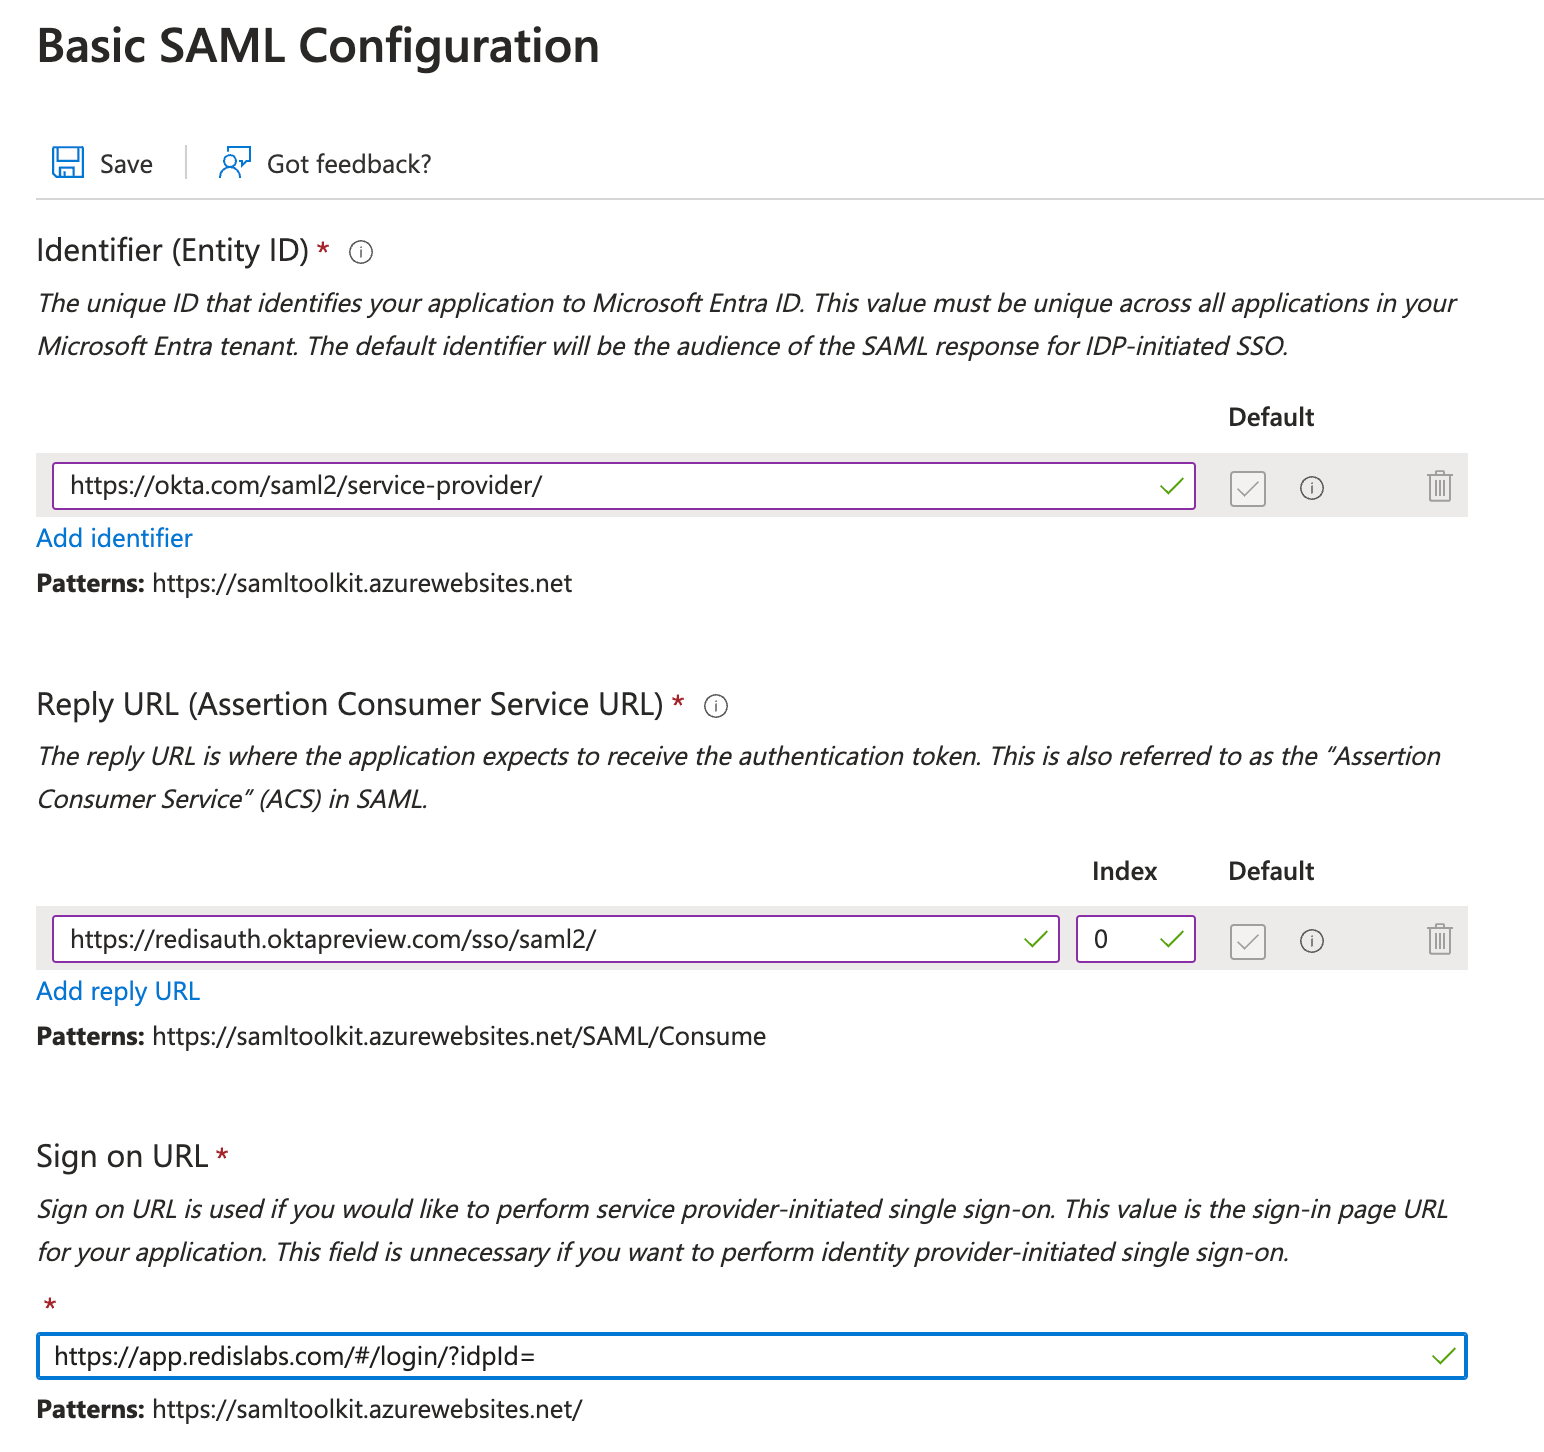 Basic SAML Configuration
Save
Got feedback?
Identifier (Entity ID) *
The unique ID that identifies your application to Microsoft Entra ID. This value must be unique across all applications in your
Microsoft Entra tenant. The default identifier will be the audience of the SAML response for IDP-initiated SSO.
Default
https://okta.com/saml2/service-provider/
Add identifier
Patterns: https://samltoolkit.azurewebsites.net
Reply URL (Assertion Consumer Service URL) *
The reply URL is where the application expects to receive the authentication token. This is also referred to as the “Assertion
Consumer Service” (ACS) in SAML.
Index Default
https://redisauth.oktapreview.com/sso/saml2/ 0
Add reply URL
Patterns: https://samltoolkit.azurewebsites.net/SAML/Consume
Sign on URL *
Sign on URL is used if you would like to perform service provider-initiated single sign-on. This value is the sign-in page URL
for your application. This field is unnecessary if you want to perform identity provider-initiated single sign-on.
*
https://app.redislabs.com/#/login/?idpId=
Patterns: https://samltoolkit.azurewebsites.net/